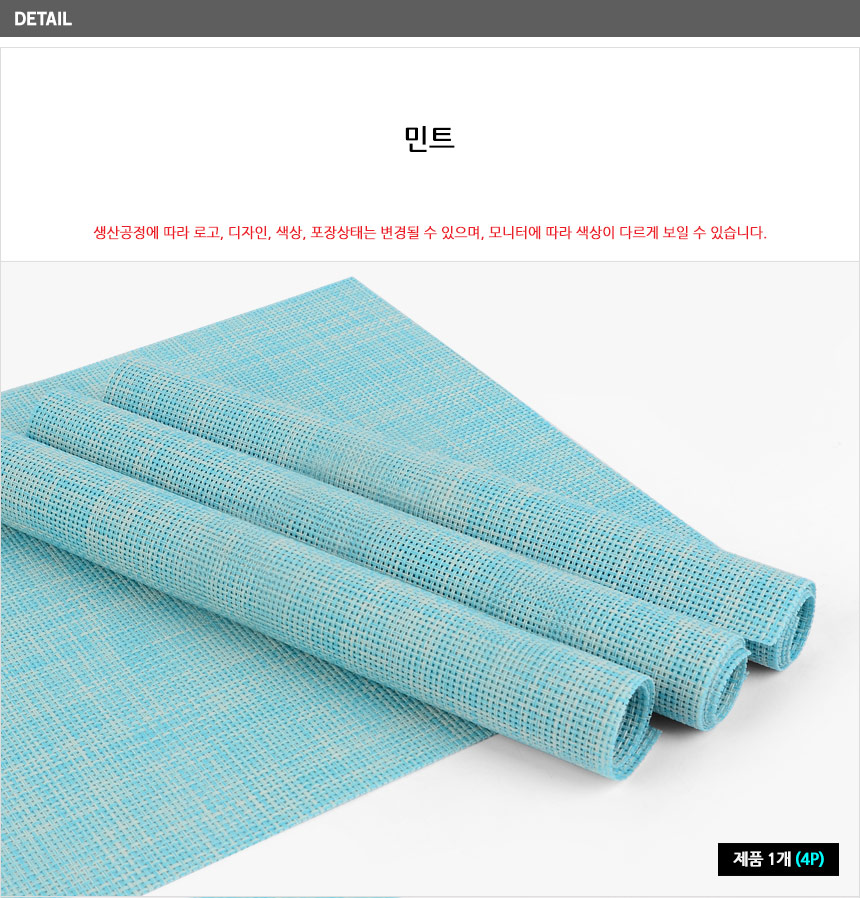 DETAIL
민트
생산공정에 따라 로고, 디자인, 색상, 포장상태는 변경될 수 있으며, 모니터에 따라 색상이 다르게 보일 수 있습니다.
제품 1개 (4P)